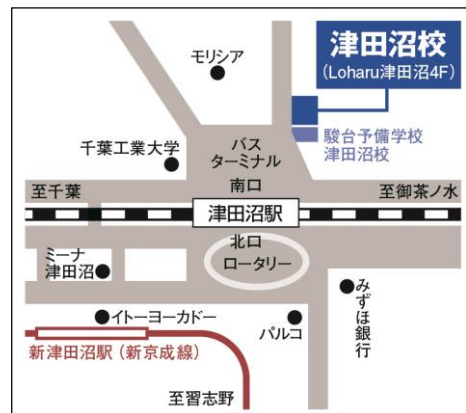 モリシア
津田沼校
(Loharu津田沼4F)
千葉工業大学
バス
ターミナル
駿台予備学校
津田沼校
至千葉
南口
至御茶ノ水
津田沼駅
北口
ロータリー
ミーナ
津田沼
みずほ銀行
イトーヨーカドー
パルコ
新津田沼駅(新京成線)
至習志野